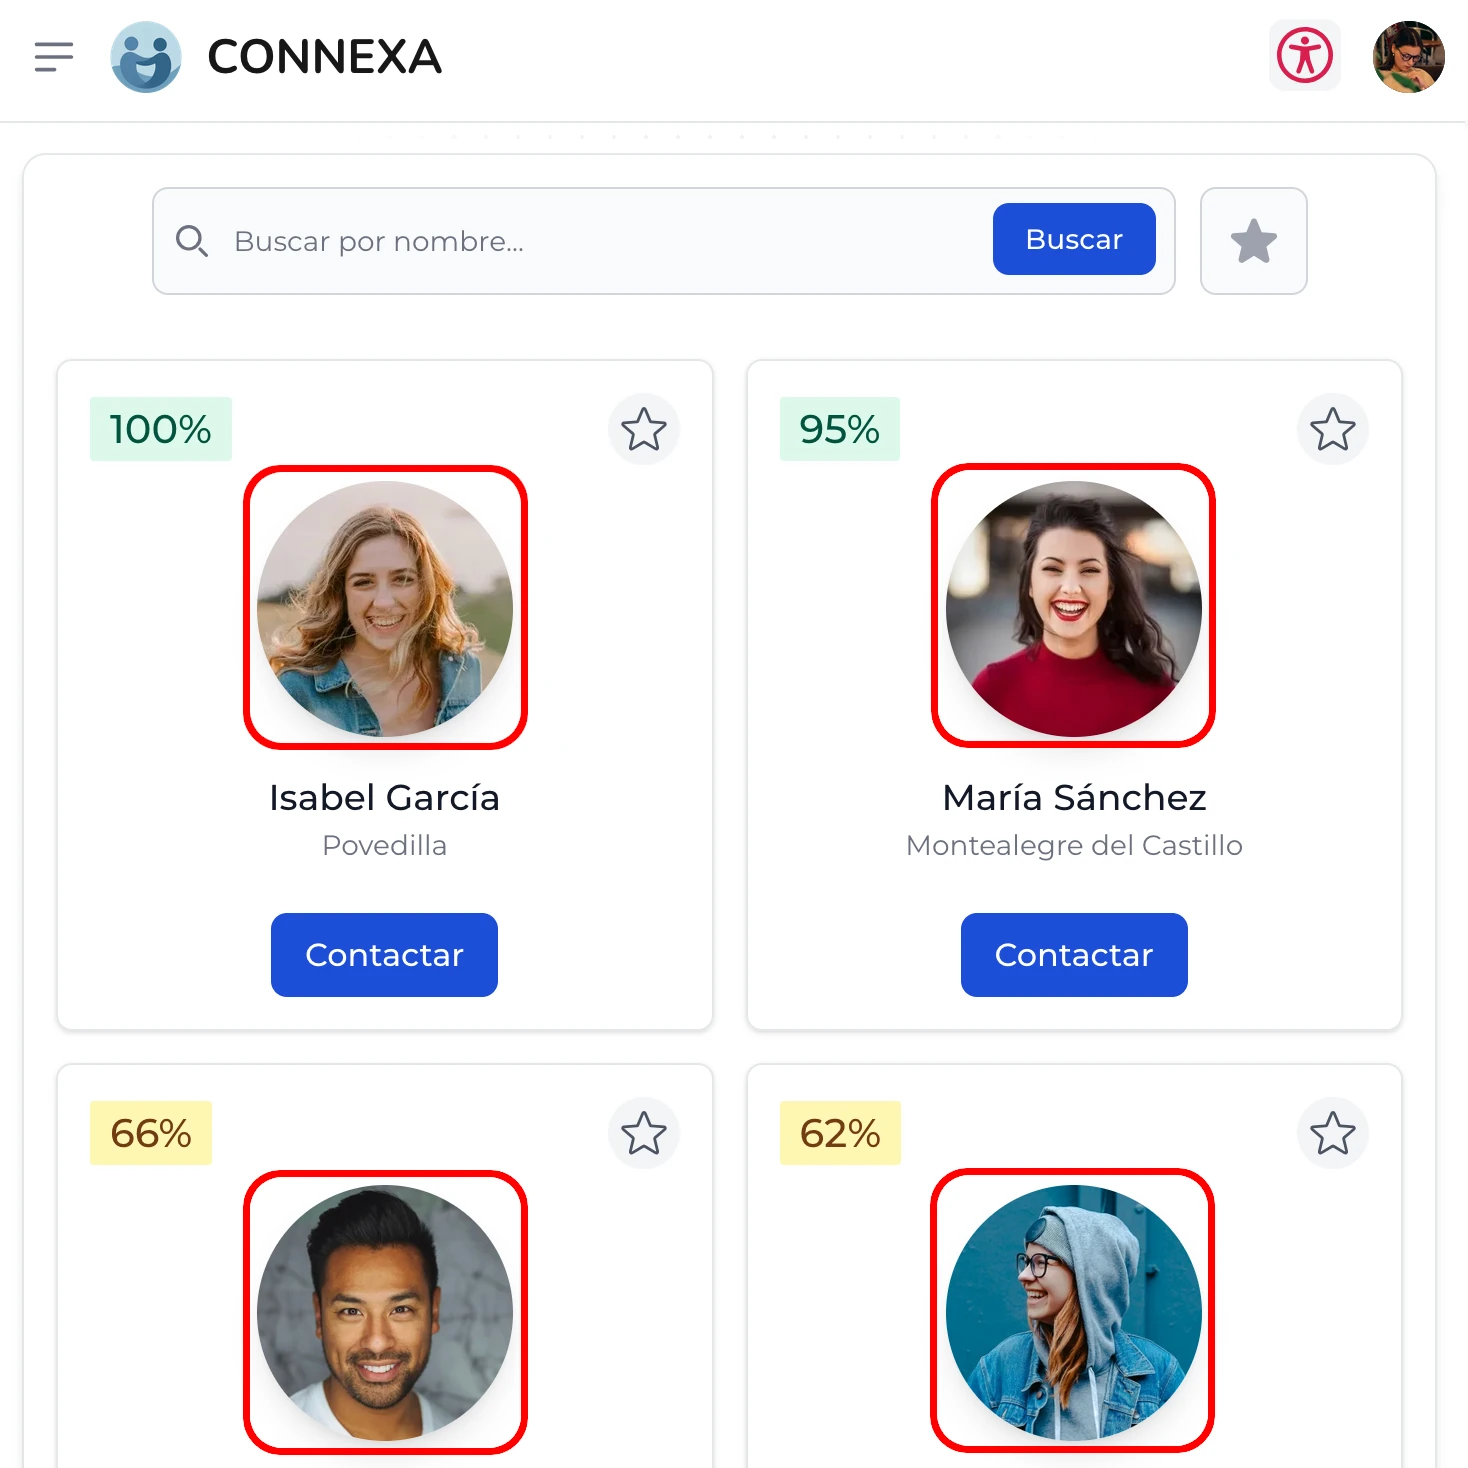 CONNEXA
Buscar por nombre...
Buscar
100%
95%
Isabel García
María Sánchez
Povedilla
Montealegre del Castillo
Contactar
Contactar
66%
62%